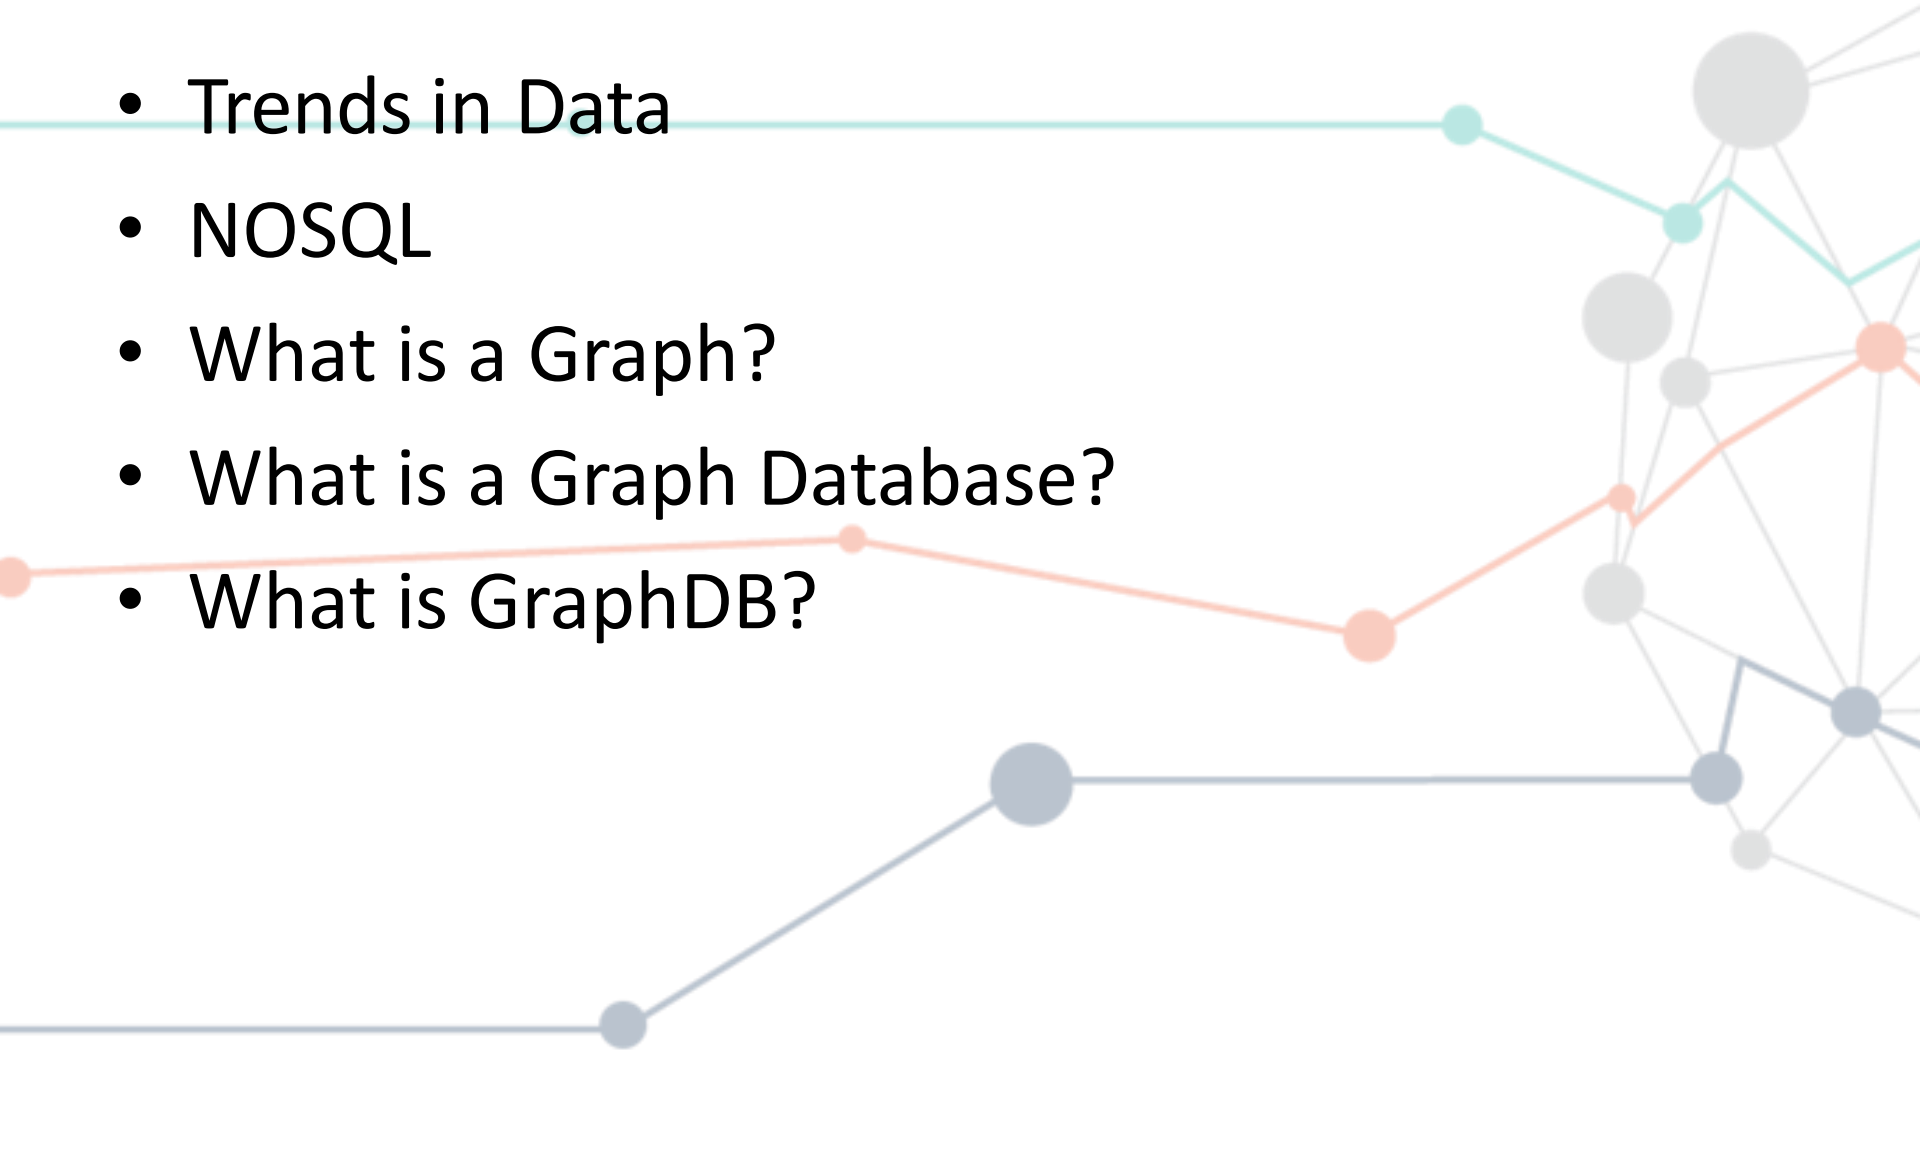 • Trends in Data
• NOSQL
• What is a Graph?
• What is a Graph Database?
• What is GraphDB?